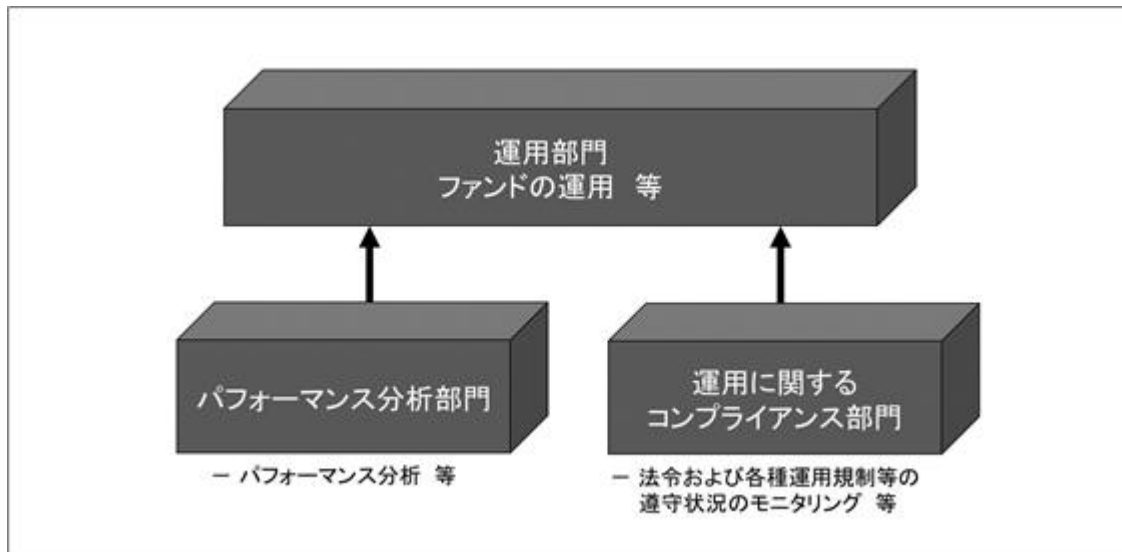 運用部門
ファンドの運用 等
パフォーマンス分析部門
運用に関する
コンプライアンス部門
－ パフォーマンス分析 等
－ 法令および各種運用規制等の
遵守状況のモニタリング 等